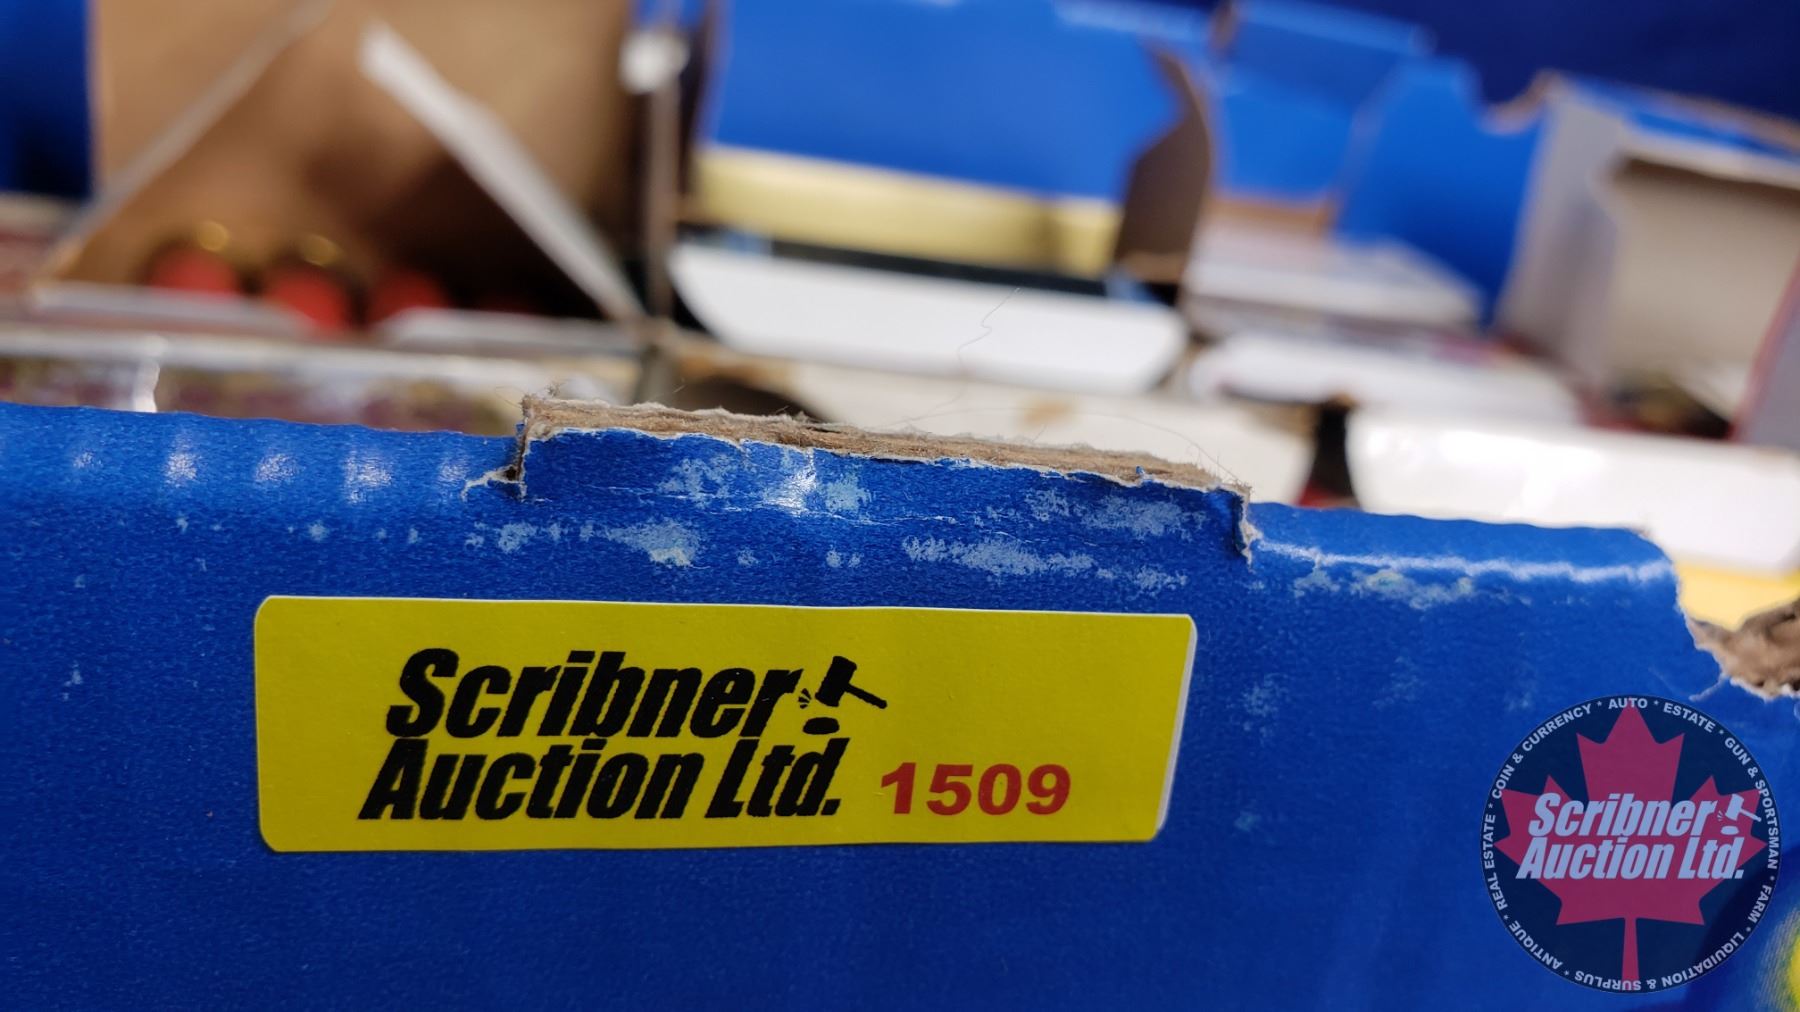 Scribner
Auction Ltd. 1509
REAL ESTATE * COIN & CURRENCY * AUTO * ESTATE * GUN & SPORTSMAN * FARM * LIQUIDATION & SURPLUS * ANTIQUE *
Scribner
Auction Ltd.